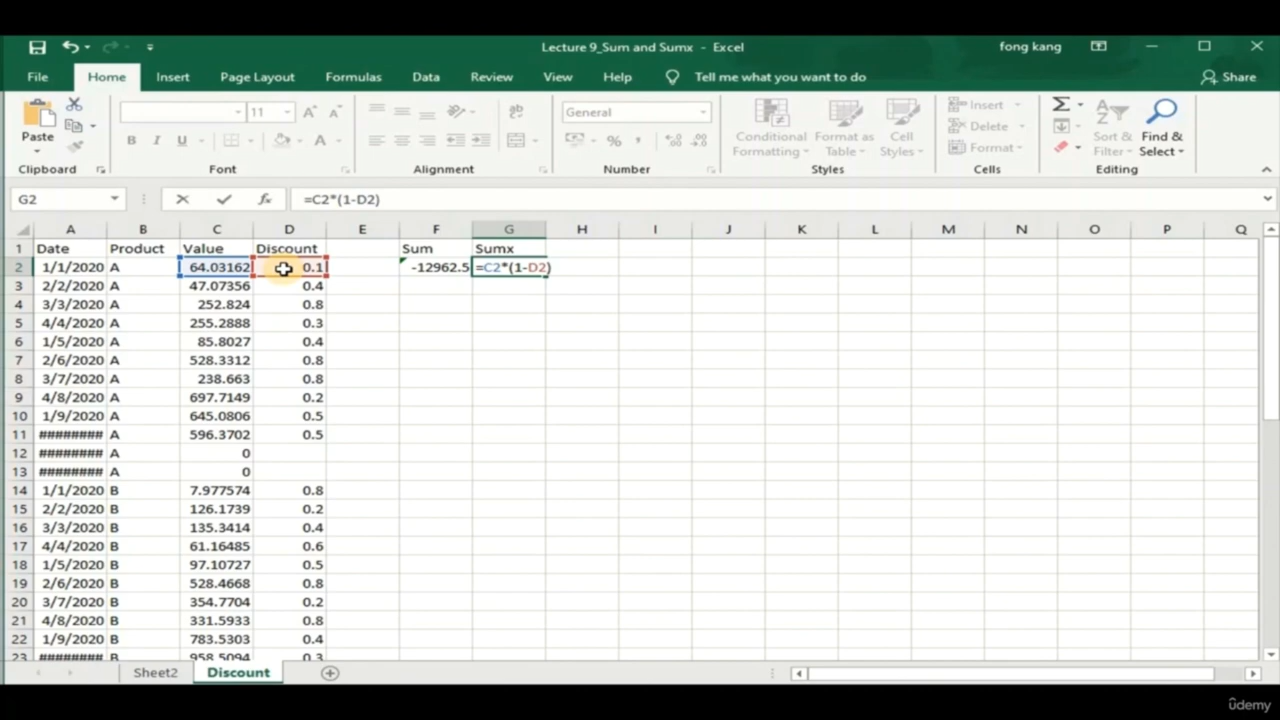 Lecture 9_Sum and Sumx - Excel
fong kang
File Home Insert Page Layout Formulas Data Review View Help Tell me what you want to do Share
Paste
11
General
Conditional Formatting
Format as Table
Cell Styles
Insert
Delete
Format
Sort & Filter
Find & Select
Clipboard Font Alignment Number Styles Cells Editing
G2 =C2*(1-D2)
A B C D E F G H I J K L M N O P Q
1 Date Product Value Discount Sum Sumx
2 1/1/2020 A 64.03162 0.1 -12962.5 =C2*(1-D2)
3 2/2/2020 A 47.07356 0.4
4 3/3/2020 A 252.824 0.8
5 4/4/2020 A 255.2888 0.3
6 1/5/2020 A 85.8027 0.4
7 2/6/2020 A 528.3312 0.8
8 3/7/2020 A 238.663 0.8
9 4/8/2020 A 697.7149 0.2
10 1/9/2020 A 645.0806 0.5
11 ######## A 596.3702 0.5
12 ######## A 0
13 ######## A 0
14 1/1/2020 B 7.977574 0.8
15 2/2/2020 B 126.1739 0.2
16 3/3/2020 B 135.3414 0.4
17 4/4/2020 B 61.16485 0.6
18 1/5/2020 B 97.10727 0.5
19 2/6/2020 B 528.4668 0.8
20 3/7/2020 B 354.7704 0.2
21 4/8/2020 B 331.5933 0.8
22 1/9/2020 B 783.5303 0.4
23 ######## B 958.5094 0.3
Sheet2 Discount
udemy